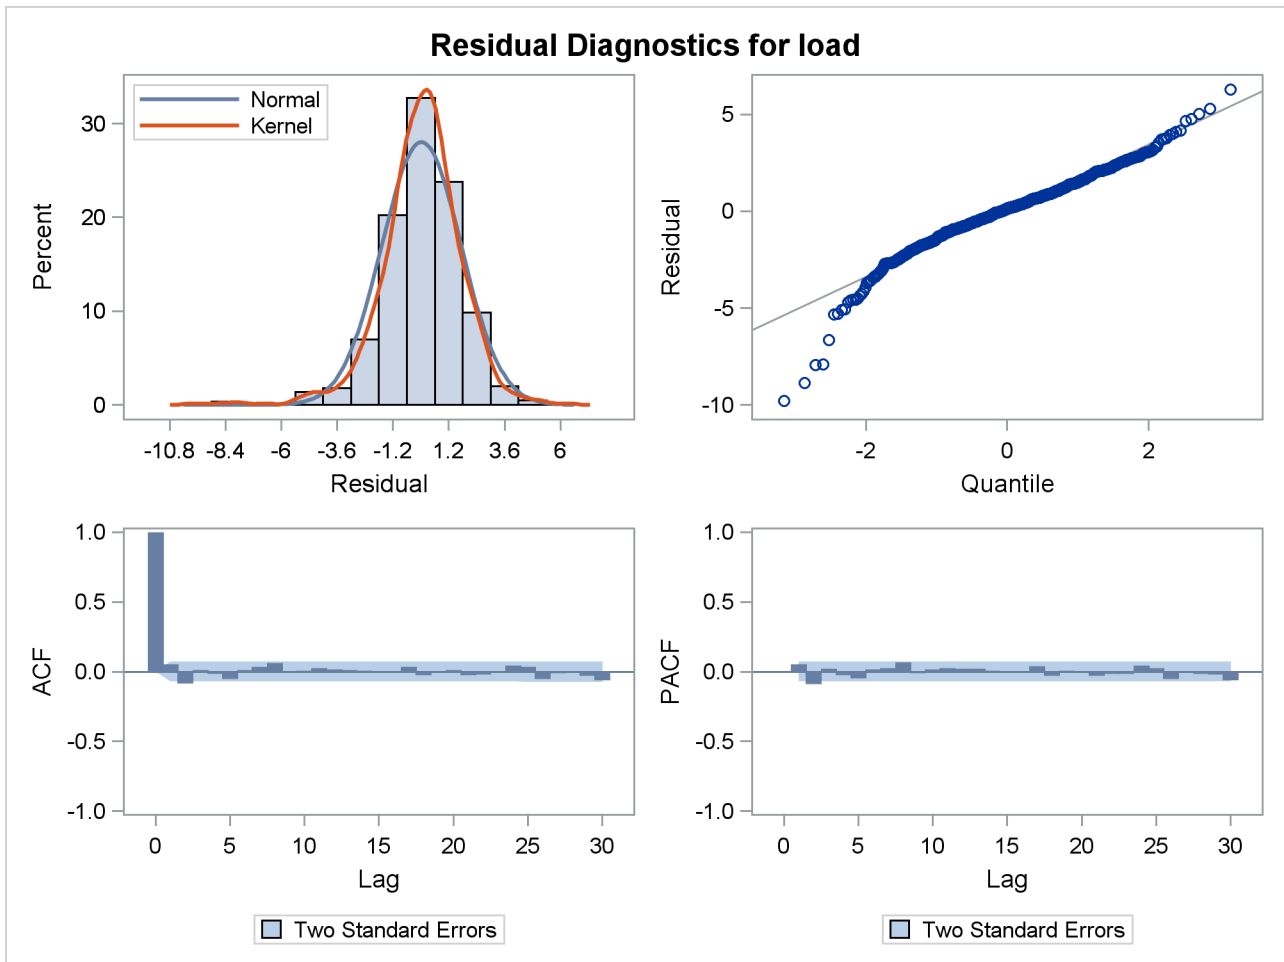 Residual Diagnostics for load
Normal
Kernel
Percent
30
20
10
0
-10.8 -8.4 -6 -3.6 -1.2 1.2 3.6 6
Residual
Residual
5
0
-5
-10
-2 0 2
Quantile
ACF
1.0
0.5
0.0
-0.5
-1.0
0 5 10 15 20 25 30
Lag
Two Standard Errors
PACF
1.0
0.5
0.0
-0.5
-1.0
0 5 10 15 20 25 30
Lag
Two Standard Errors